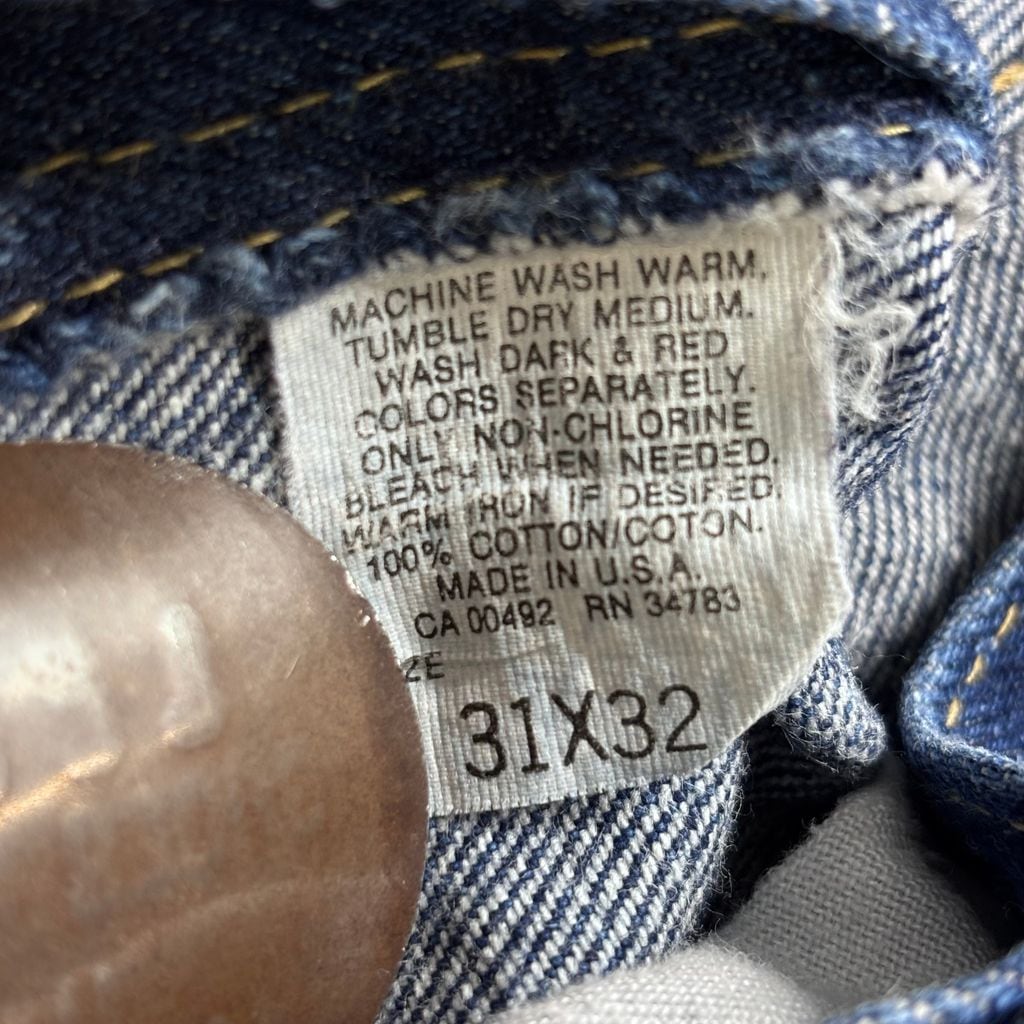 MACHINE WASH WARM.
TUMBLE DRY MEDIUM.
WASH DARK & RED
COLORS SEPARATELY.
ONLY NON-CHLORINE
BLEACH WHEN NEEDED.
WARM IRON IF DESIRED.
100% COTTON/COTON.
MADE IN U.S.A.
CA 00492 RN 34783
ZE
31X32